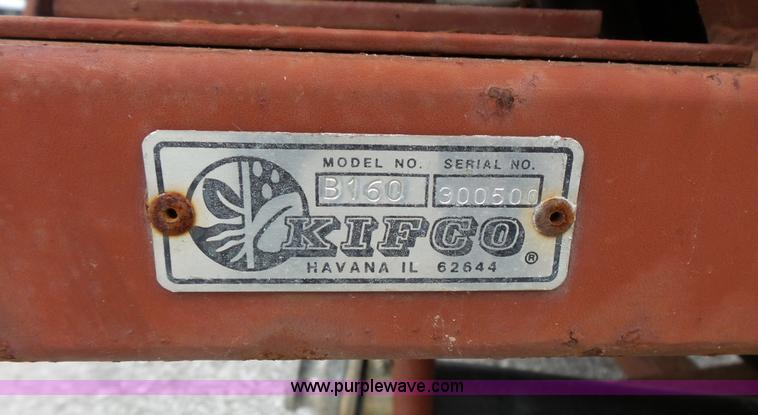 MODEL NO. SERIAL NO.
B160 300500
KIFCO ®
HAVANA IL 62644
www.purplewave.com